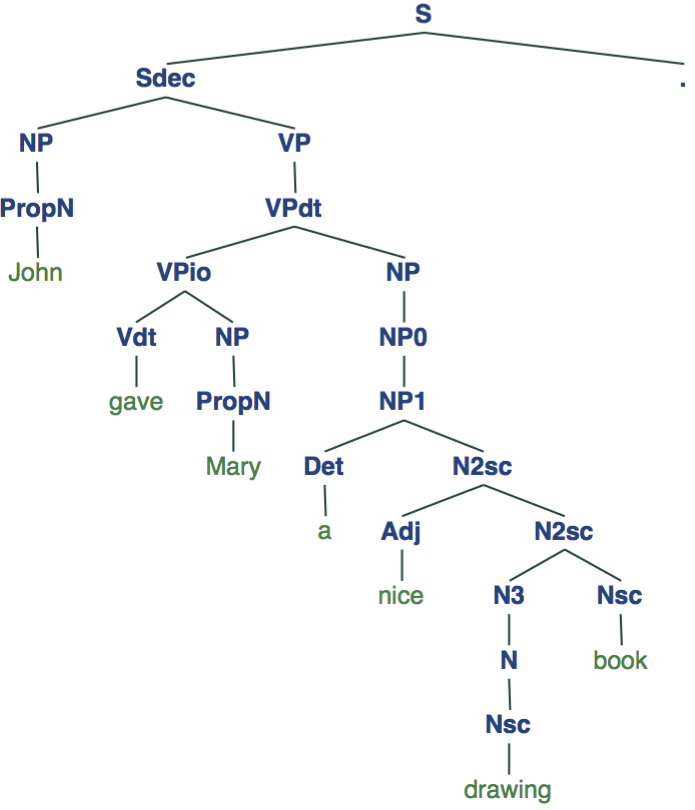 S
Sdec .
NP VP
PropN VPdt
John VPio NP
Vdt NP NP0
gave PropN NP1
Mary Det N2sc
a Adj N2sc
nice N3 Nsc
N book
Nsc
drawing